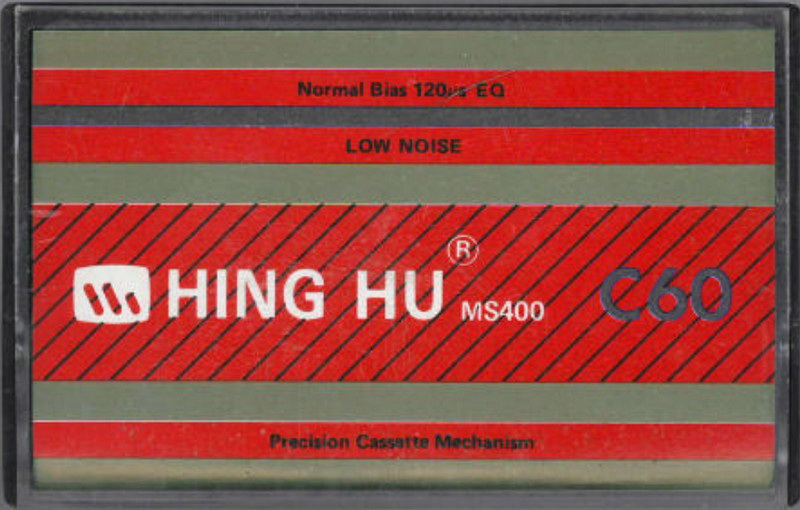 Normal Bias 120µs EQ
LOW NOISE
HING HU® MS400 C60
Precision Cassette Mechanism